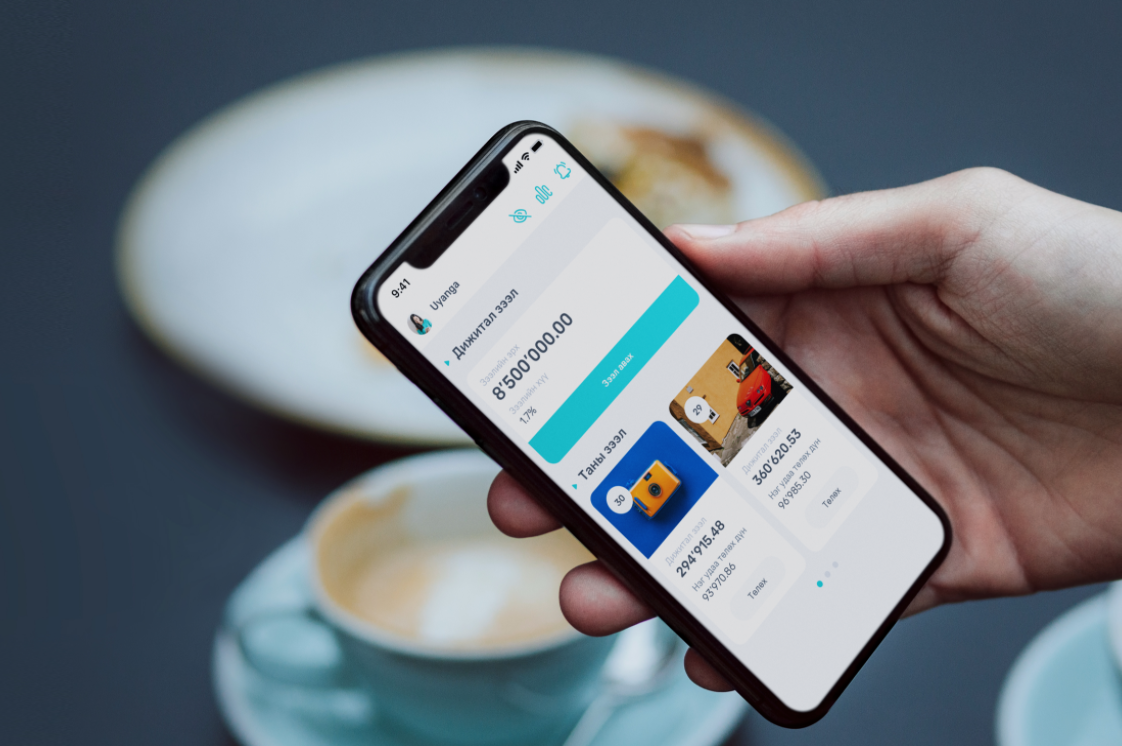 9:41
Uyanga
Дижитал зээл
Зээлийн эрх
8'500'000.00
Зээлийн хүү
1.7%
Зээл авах
Таны зээл
30
Дижитал зээл
294'915.48
Нэг удаа төлөх дүн
93'970.86
Төлөх
29
Дижитал зээл
360'620.53
Нэг удаа төлөх дүн
96'985.30
Төлөх